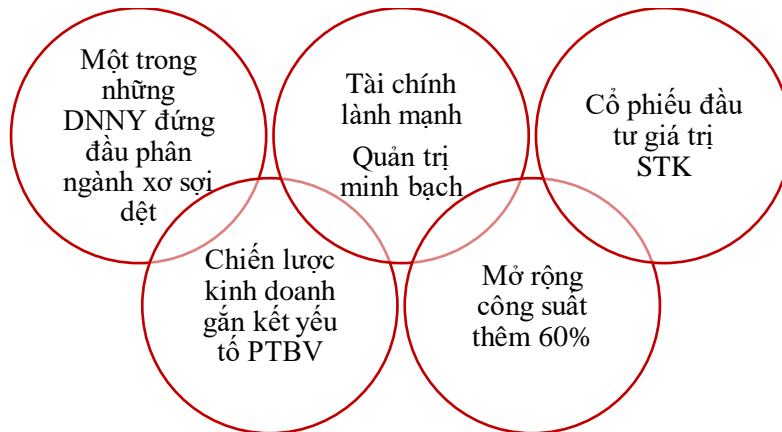 Một trong
những
DNNY đứng
đầu phân
ngành xơ sợi
dệt
Chiến lược
kinh doanh
gắn kết yếu
tố PTBV
Tài chính
lành mạnh
Quản trị
minh bạch
Mở rộng
công suất
thêm 60%
Cổ phiếu đầu
tư giá trị
STK